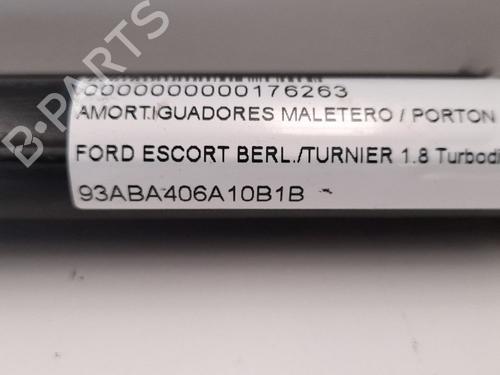 0000000000176263
AMORTIGUADORES MALETERO / PORTON
FORD ESCORT BERL./TURNIER 1.8 Turbodi
93ABA406A10B1B
B-PARTS